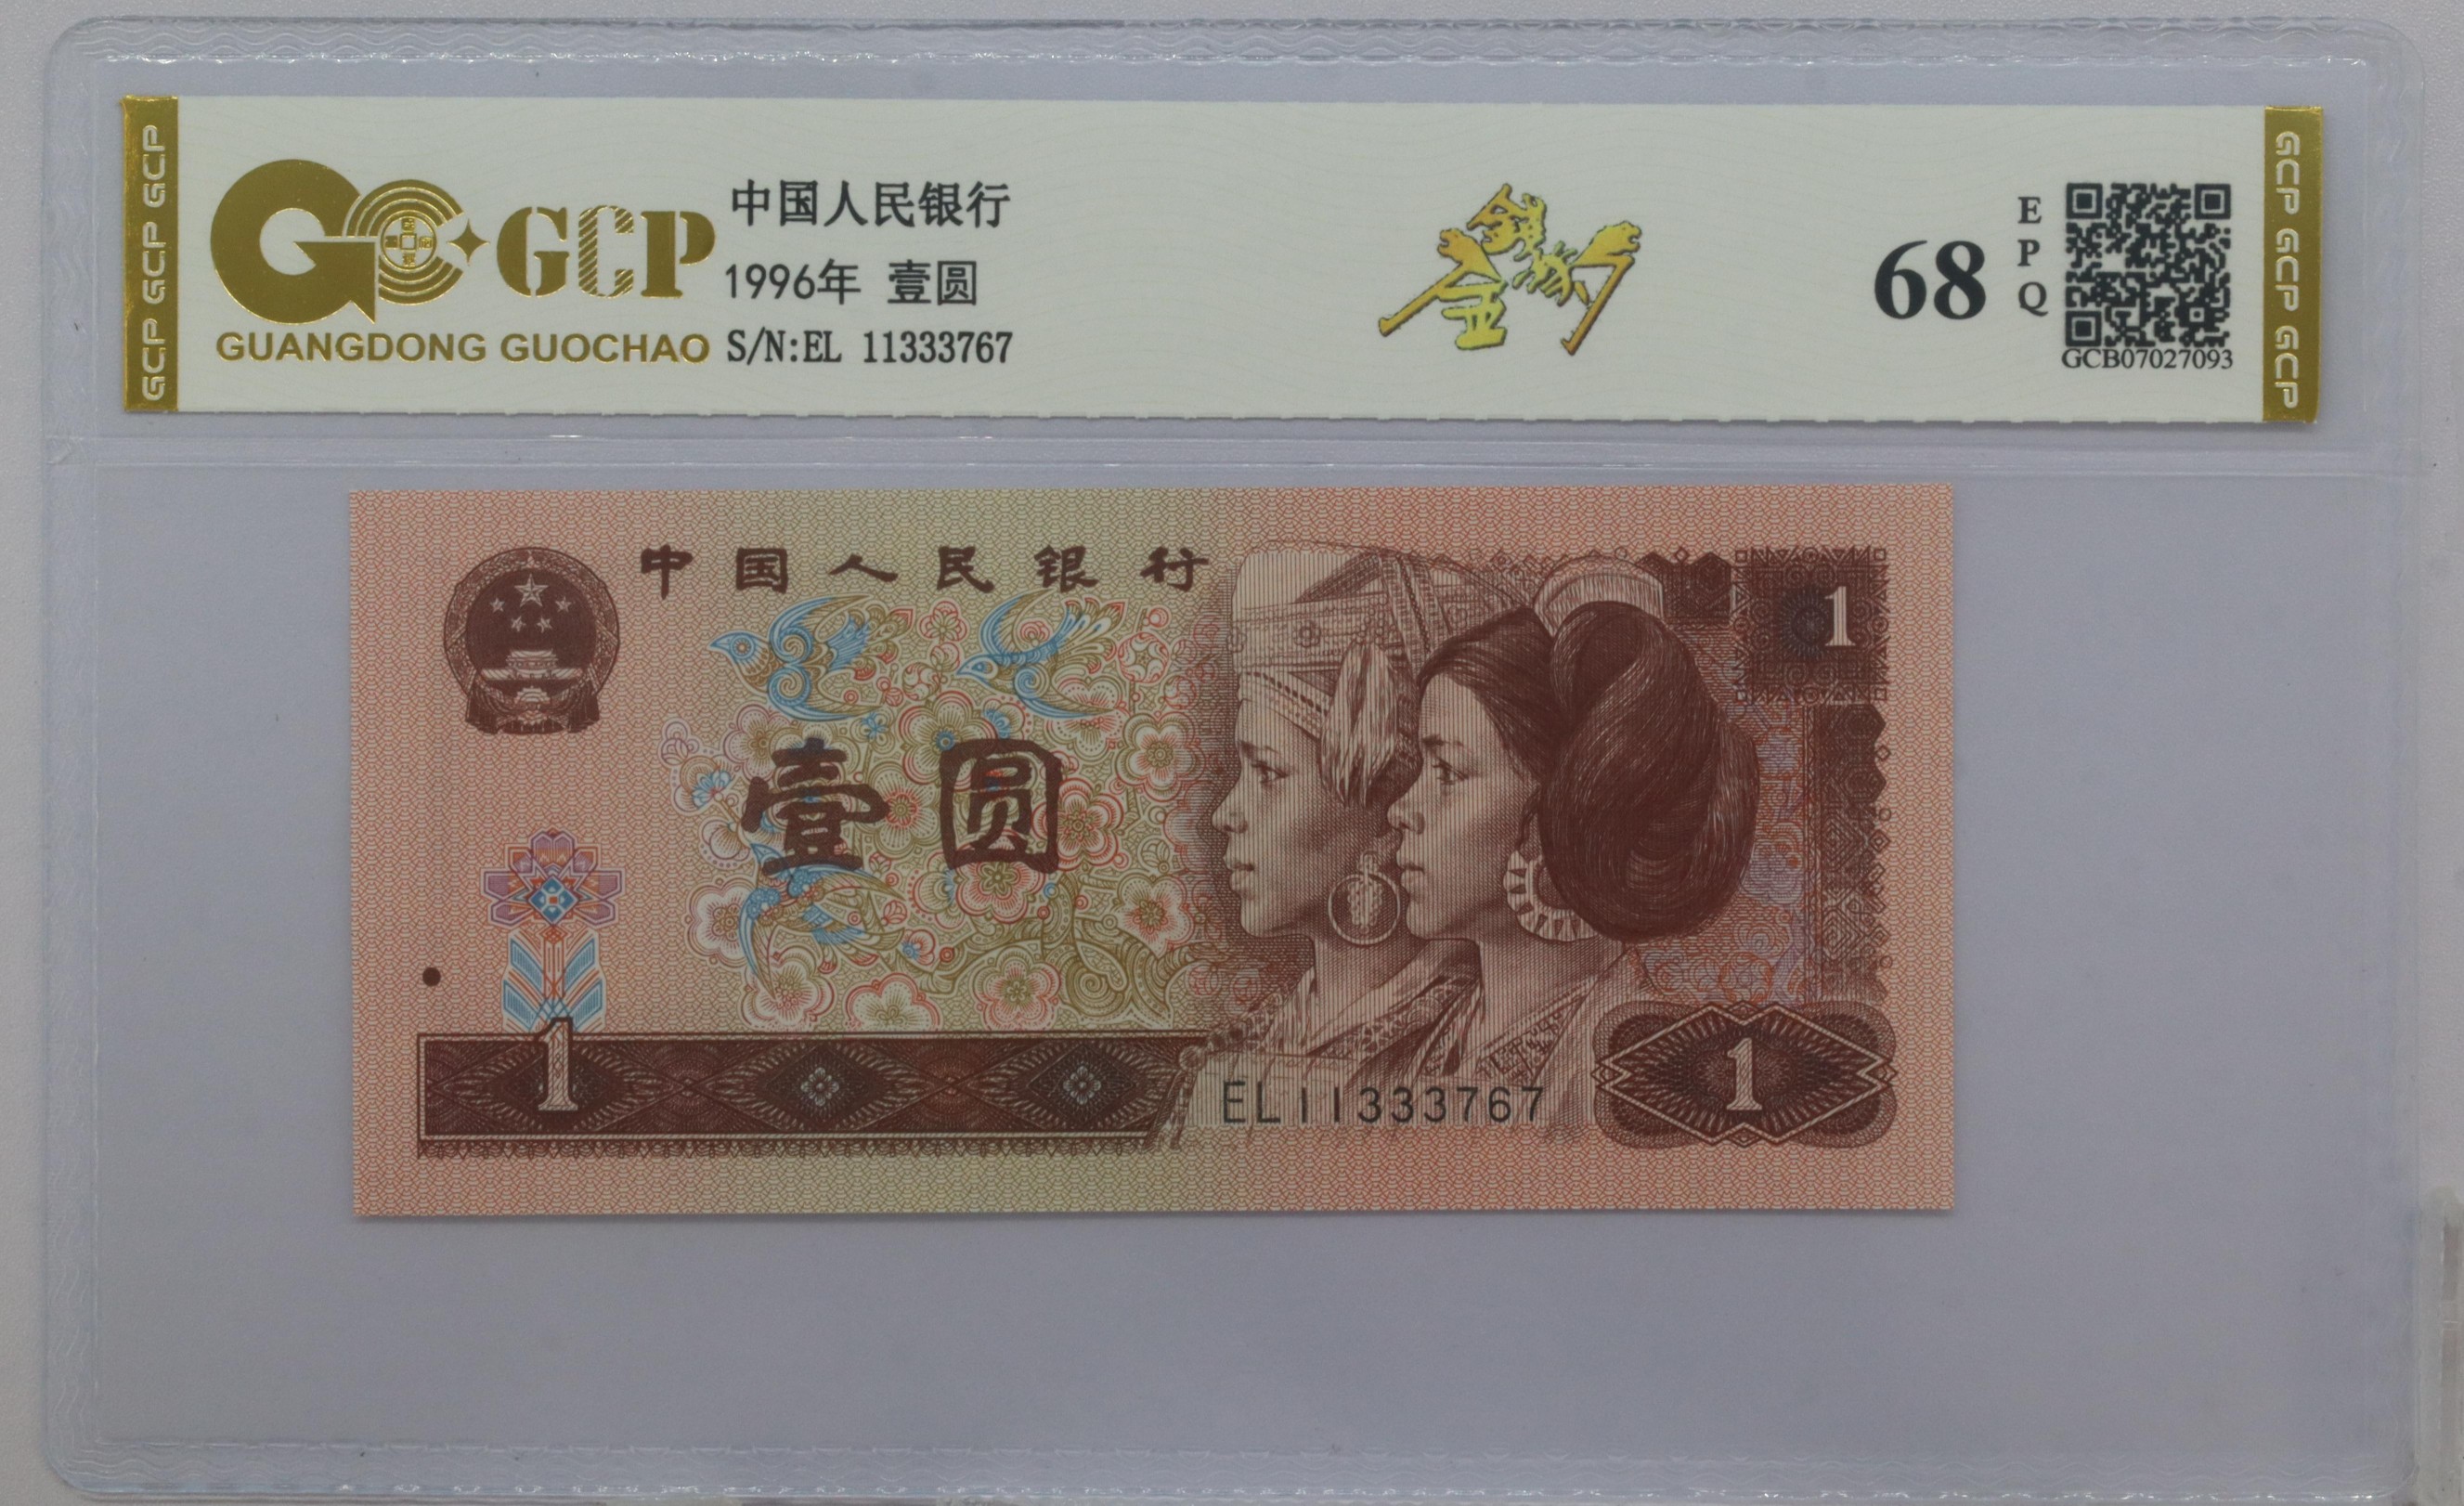 GCP GCP GCP
GCP
GUANGDONG GUOCHAO
中国人民银行
1996年 壹圆
S/N:EL 11333767
金钱豹
68
EPQ
GCB07027093
GCP GCP GCP
中国人民银行
1
壹圆
1
EL11333767
1